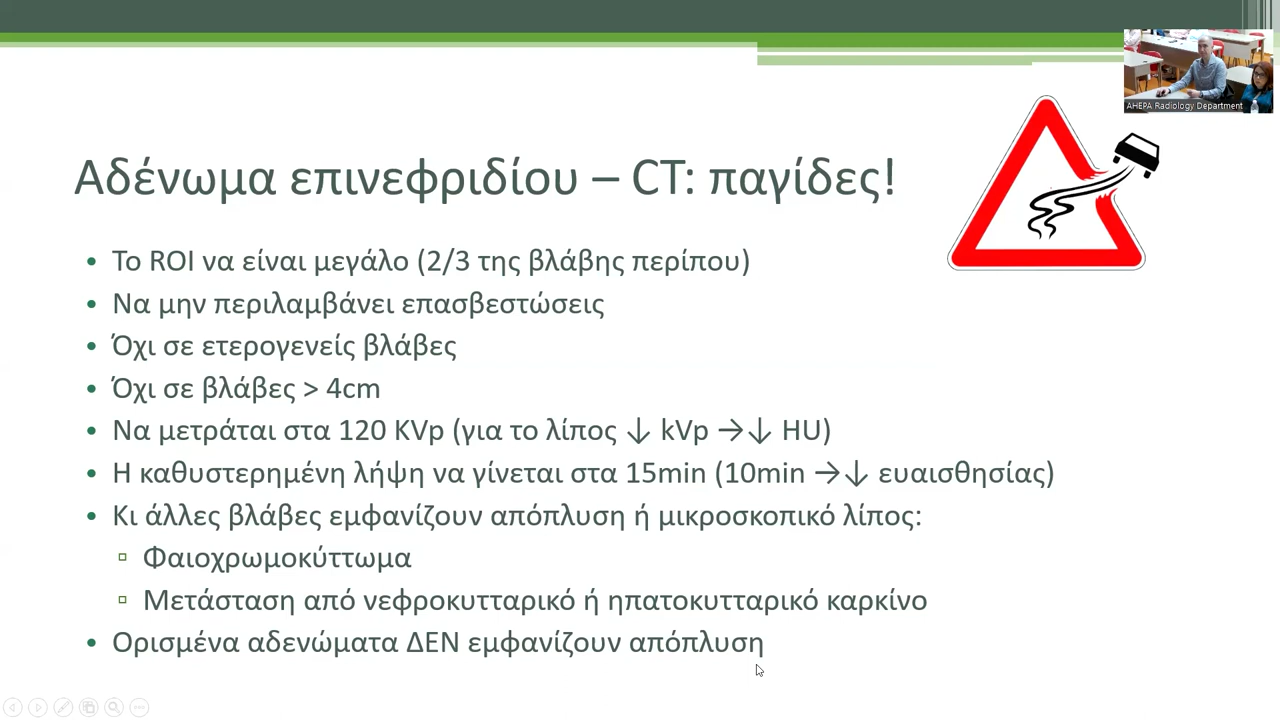 AHEPA Radiology Department
Αδένωμα επινεφριδίου – CT: παγίδες!
• Το ROI να είναι μεγάλο (2/3 της βλάβης περίπου)
• Να μην περιλαμβάνει επασβεστώσεις
• Όχι σε ετερογενείς βλάβες
• Όχι σε βλάβες > 4cm
• Να μετράται στα 120 KVp (για το λίπος ↓ kVp →↓ HU)
• Η καθυστερημένη λήψη να γίνεται στα 15min (10min →↓ ευαισθησίας)
• Κι άλλες βλάβες εμφανίζουν απόπλυση ή μικροσκοπικό λίπος:
▫ Φαιοχρωμοκύττωμα
▫ Μετάσταση από νεφροκυτταρικό ή ηπατοκυτταρικό καρκίνο
• Ορισμένα αδενώματα ΔΕΝ εμφανίζουν απόπλυση